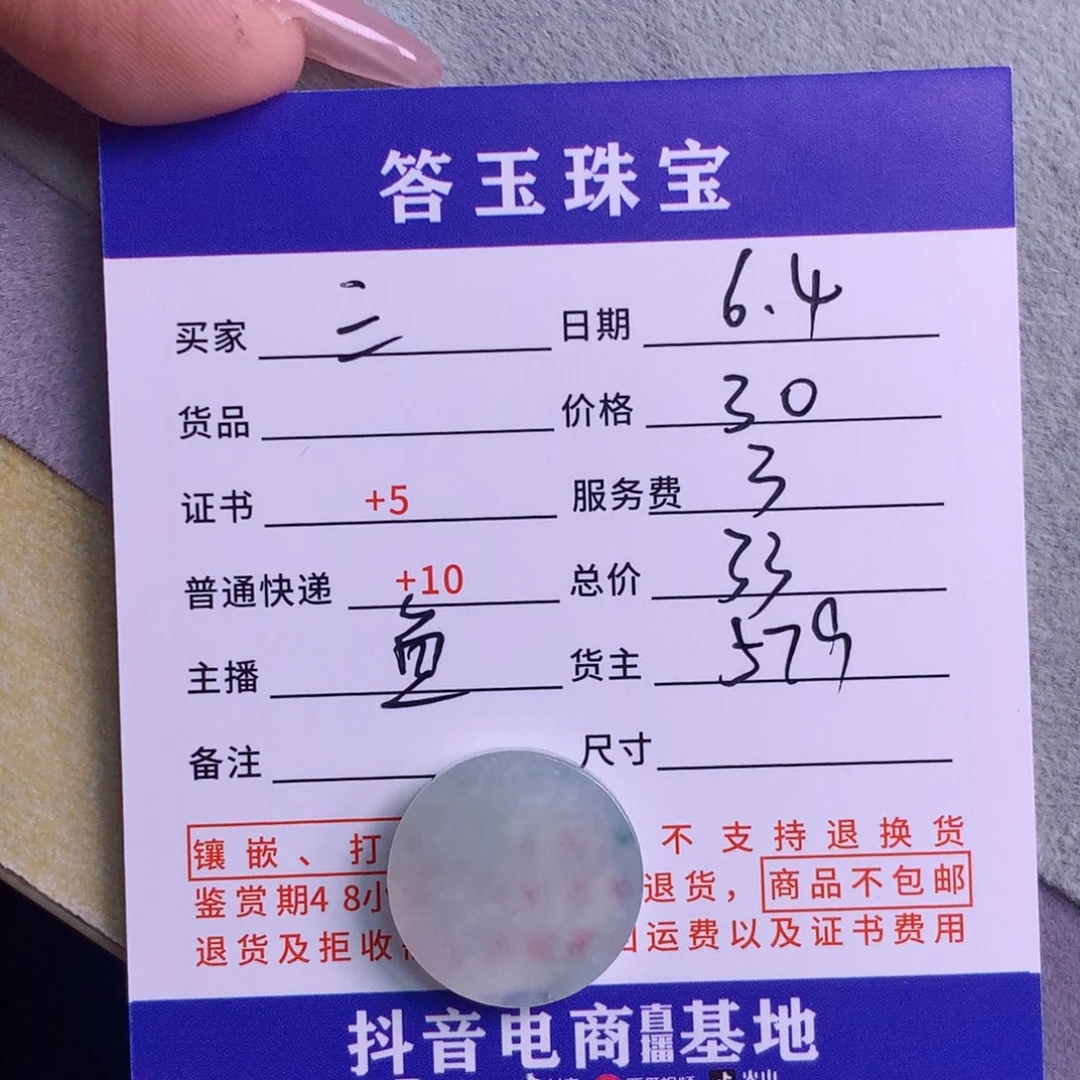 答玉珠宝
买家 三 日期 6.4
货品 价格 30
证书 +5 服务费 3
普通快递 +10 总价 33
主播 货主 579
备注 尺寸
镶嵌、打 不支持退换货
鉴赏期48小 退货，商品不包邮
退货及拒收 运费以及证书费用
抖音电商直播基地